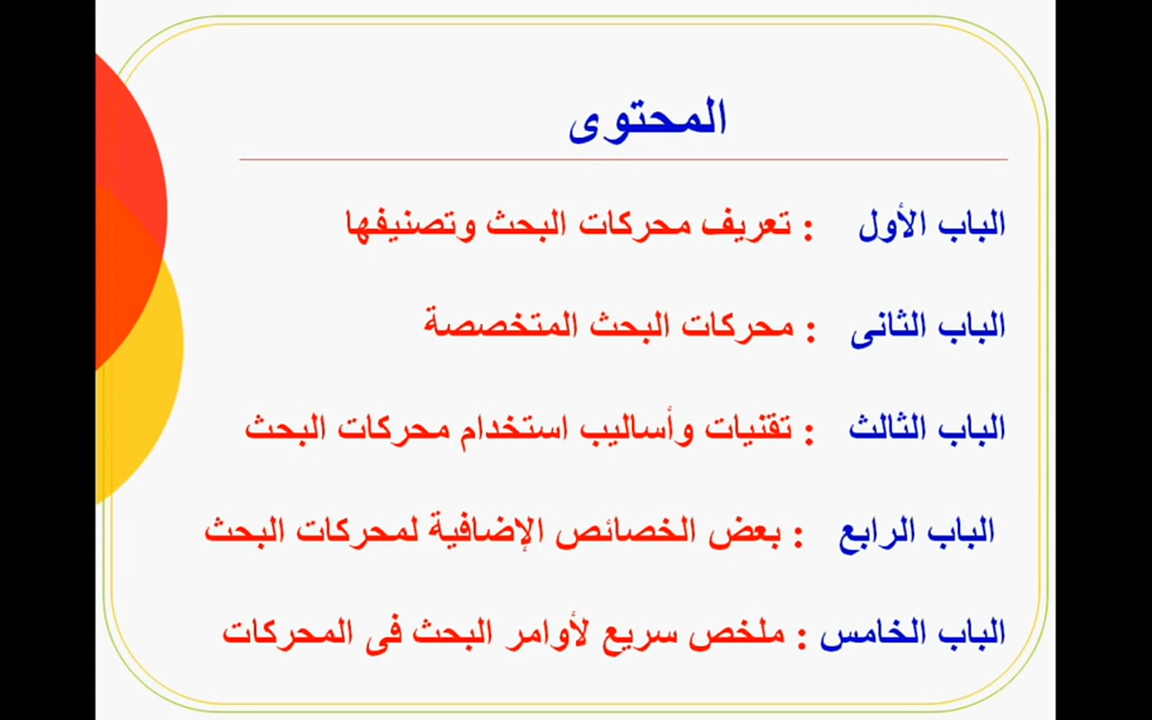 المحتوى
الباب الأول : تعريف محركات البحث وتصنيفها
الباب الثانى : محركات البحث المتخصصة
الباب الثالث : تقنيات وأساليب استخدام محركات البحث
الباب الرابع : بعض الخصائص الإضافية لمحركات البحث
الباب الخامس : ملخص سريع لأوامر البحث فى المحركات